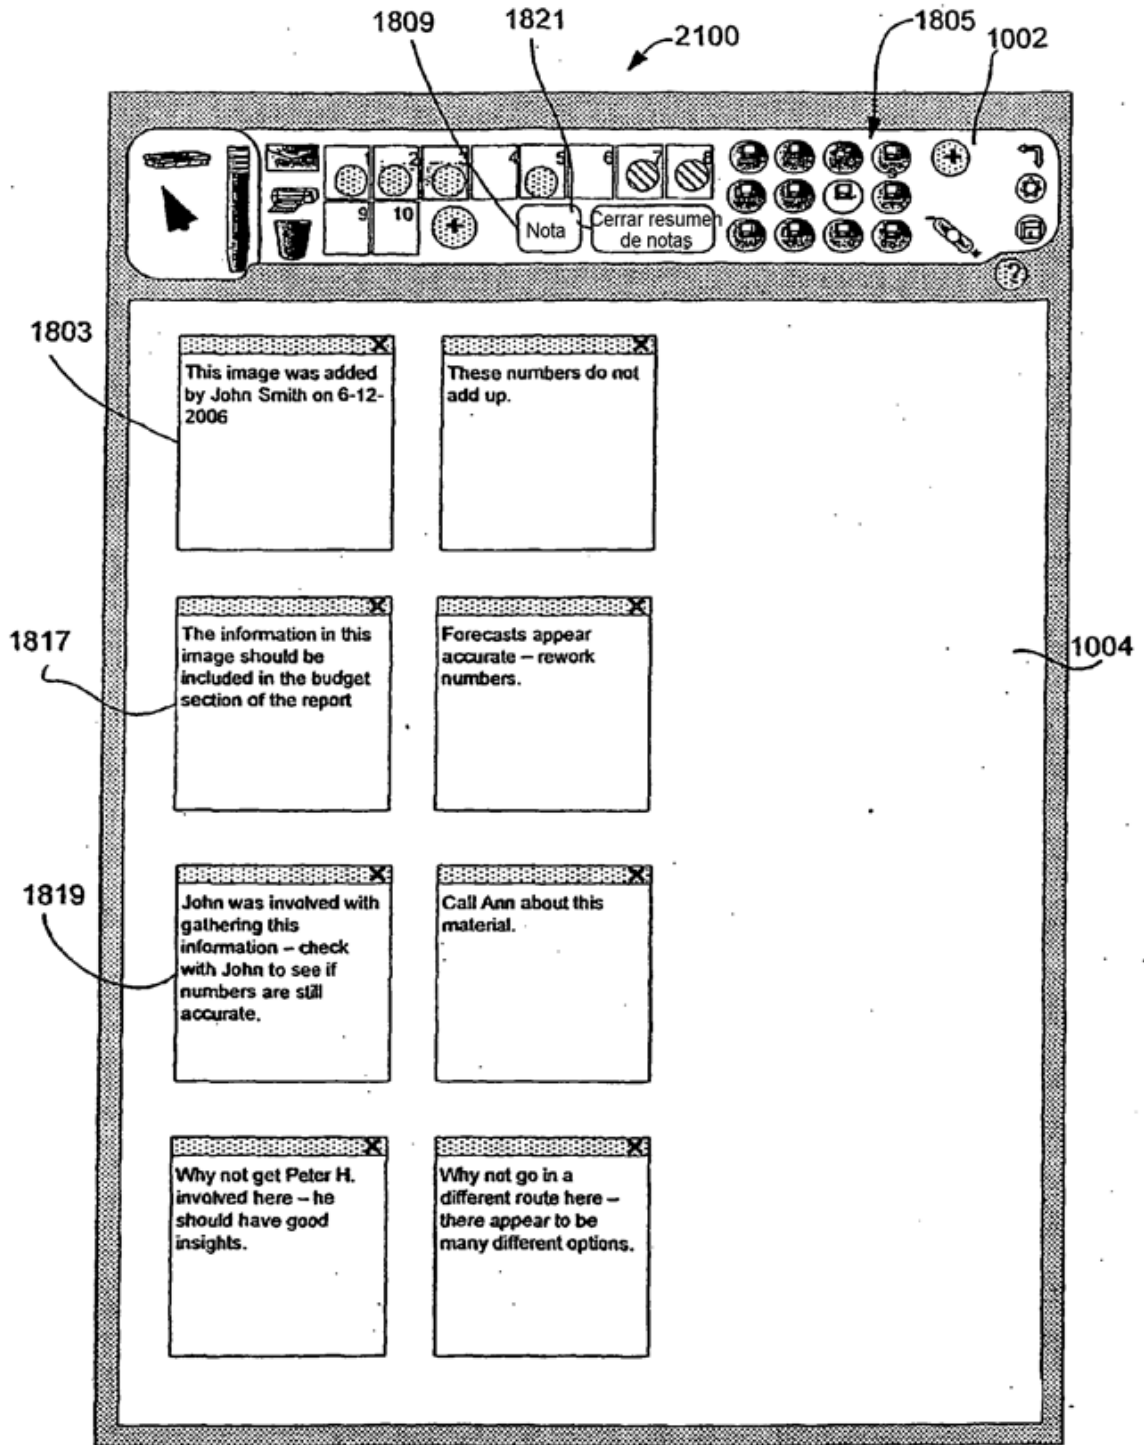 1809 1821 2100 1805 1002
1 2 3 4 5 6 7 8
9 10 Nota Cerrar resumen
de notas
?
1803
This image was added
by John Smith on 6-12-
2006
These numbers do not
add up.
1817
The information in this
image should be
included in the budget
section of the report
Forecasts appear
accurate – rework
numbers.
1004
1819
John was involved with
gathering this
information – check
with John to see if
numbers are still
accurate.
Call Ann about this
material.
Why not get Peter H.
involved here – he
should have good
insights.
Why not go in a
different route here –
there appear to be
many different options.